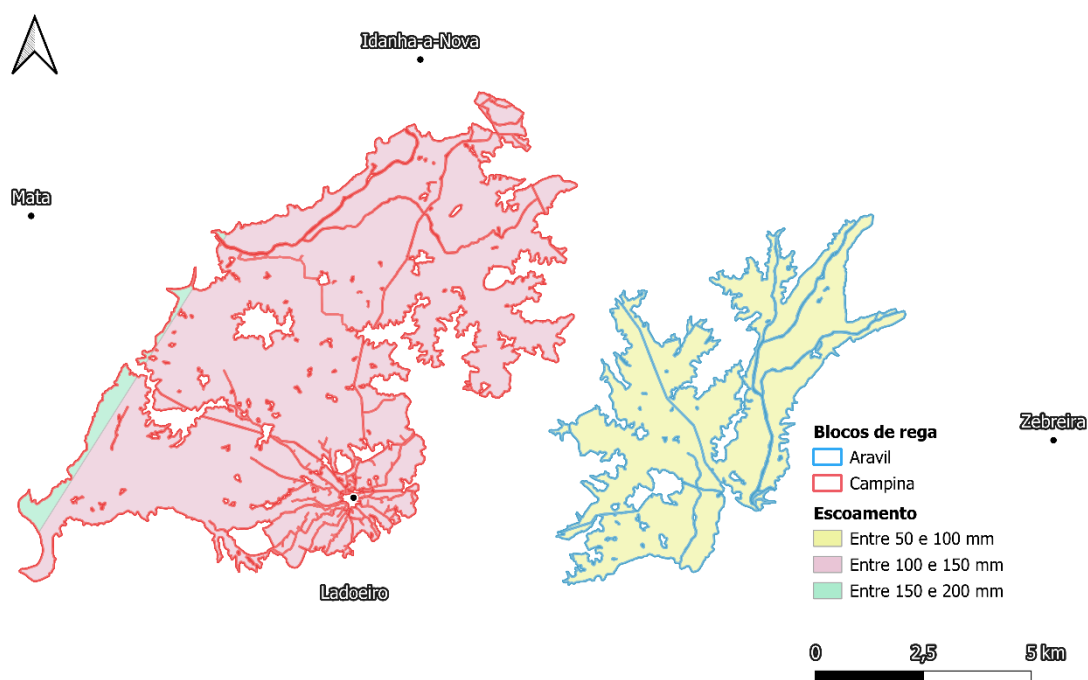 Idanha-a-Nova
Mata
Zebreira
Blocos de rega
Aravil
Campina
Escoamento
Entre 50 e 100 mm
Entre 100 e 150 mm
Entre 150 e 200 mm
Ladoeiro
0 2,5 5 km